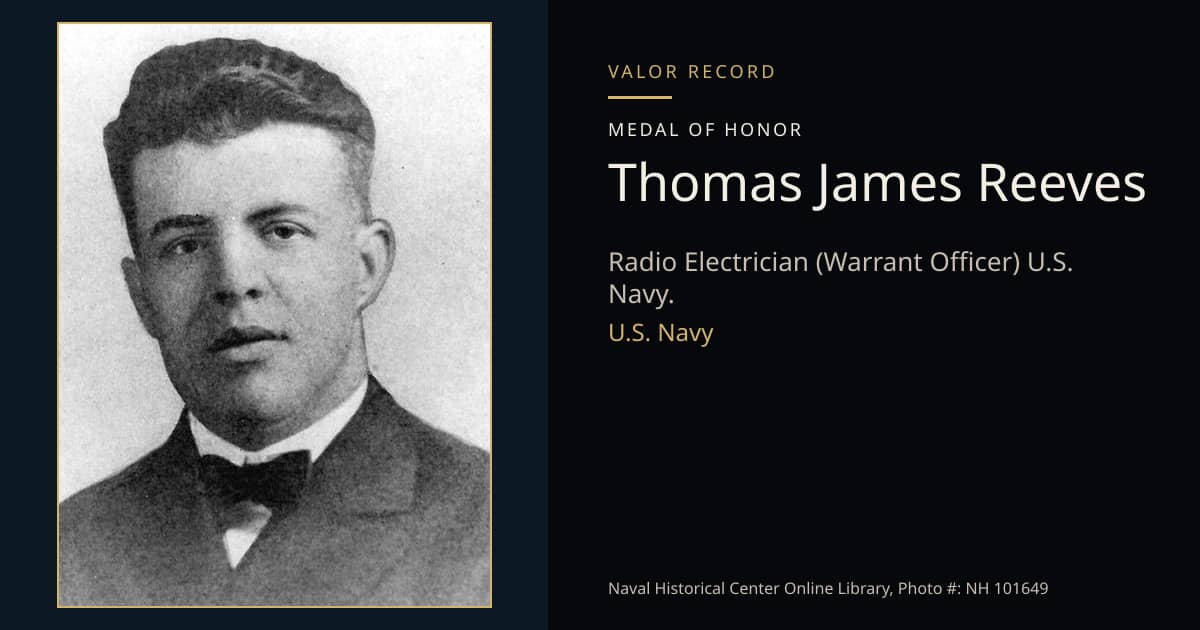 VALOR RECORD
MEDAL OF HONOR
Thomas James Reeves
Radio Electrician (Warrant Officer) U.S.
Navy.
U.S. Navy
Naval Historical Center Online Library, Photo #: NH 101649